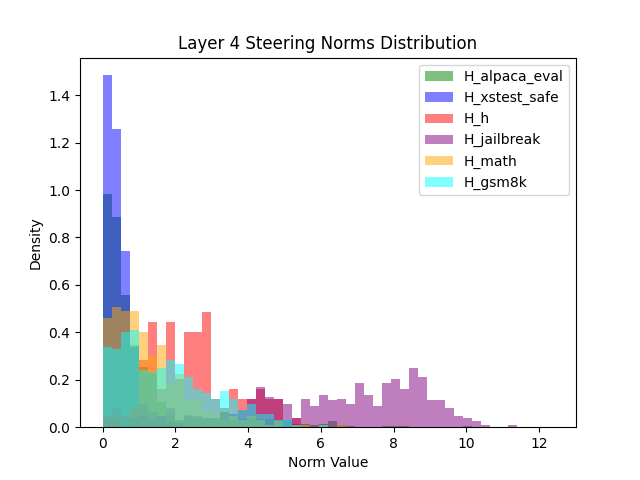 Layer 4 Steering Norms Distribution
H_alpaca_eval
H_xstest_safe
H_h
H_jailbreak
H_math
H_gsm8k
Density
1.4
1.2
1.0
0.8
0.6
0.4
0.2
0.0
0 2 4 6 8 10 12
Norm Value